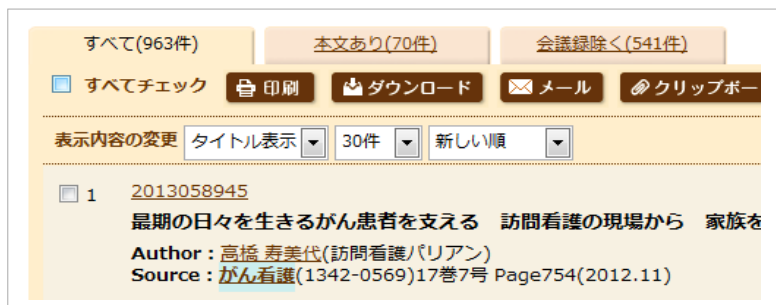 すべて(963件) 本文あり(70件) 会議録除く(541件)
すべてチェック 印刷 ダウンロード メール クリップボー
表示内容の変更 タイトル表示 30件 新しい順
1 2013058945
最期の日々を生きるがん患者を支える 訪問看護の現場から 家族を
Author : 高橋 寿美代(訪問看護パリアン)
Source : がん看護(1342-0569)17巻7号 Page754(2012.11)